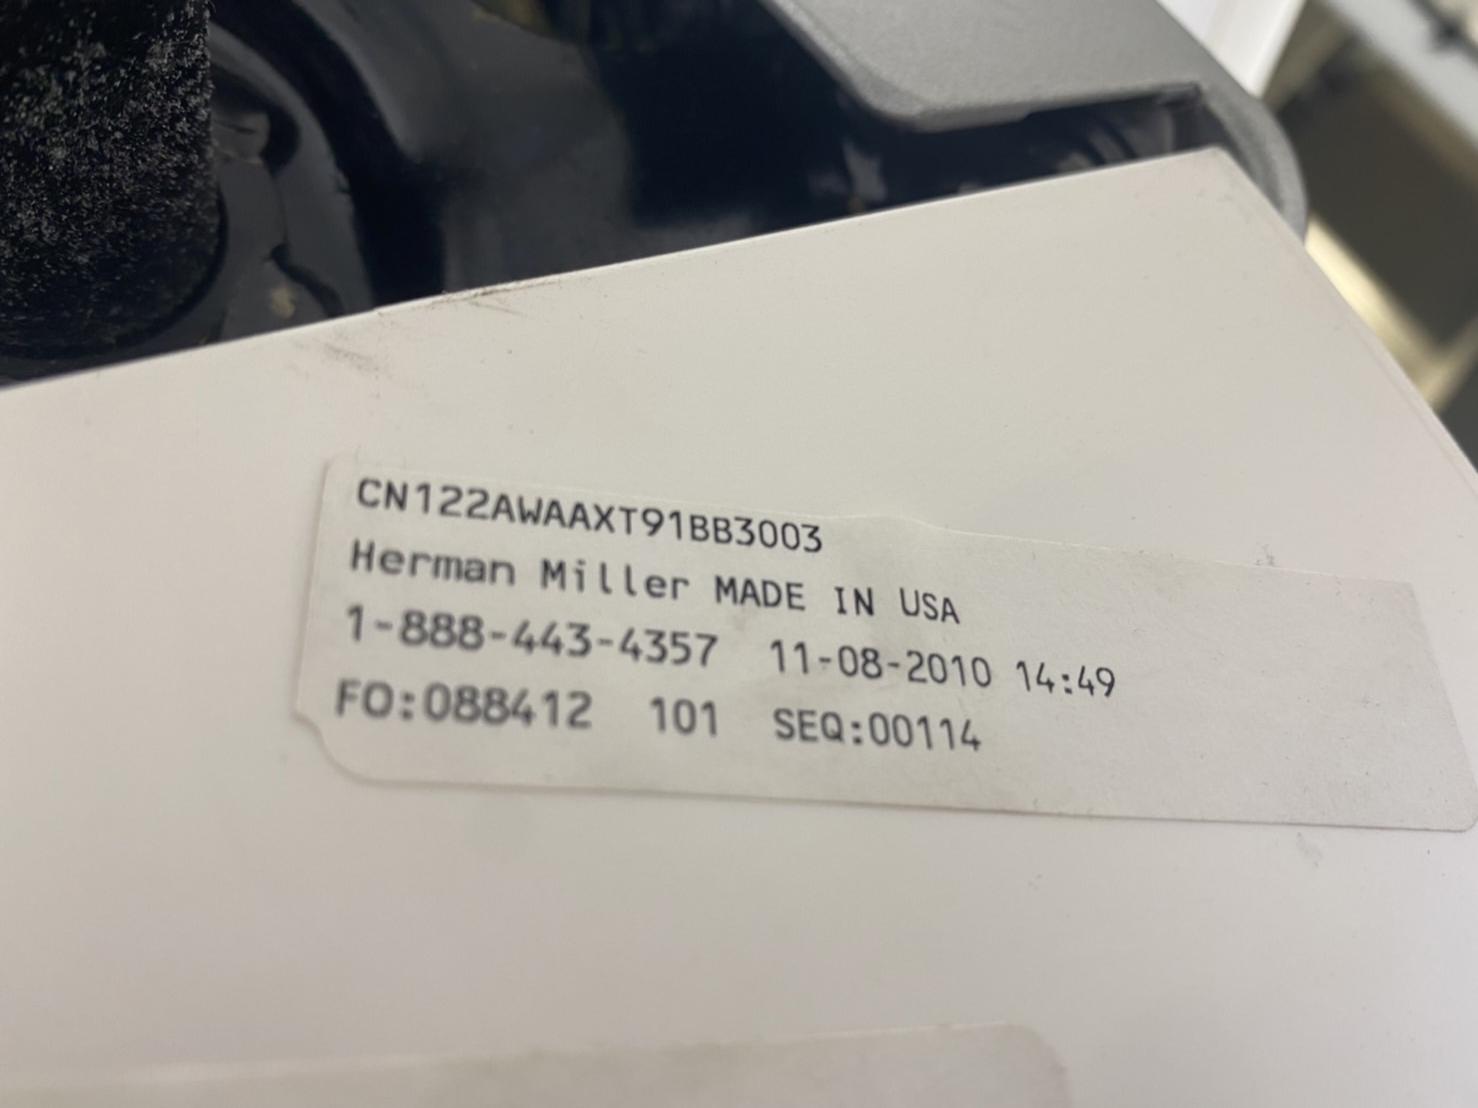 CN122AWAAXT91BB3003
Herman Miller MADE IN USA
1-888-443-4357 11-08-2010 14:49
FO:088412 101 SEQ:00114